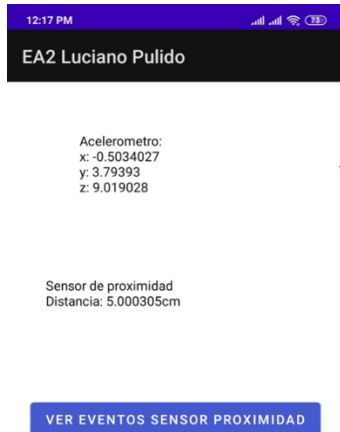 12:17 PM 73
EA2 Luciano Pulido
Acelerometro:
x: -0.5034027
y: 3.79393
z: 9.019028
Sensor de proximidad
Distancia: 5.000305cm
VER EVENTOS SENSOR PROXIMIDAD